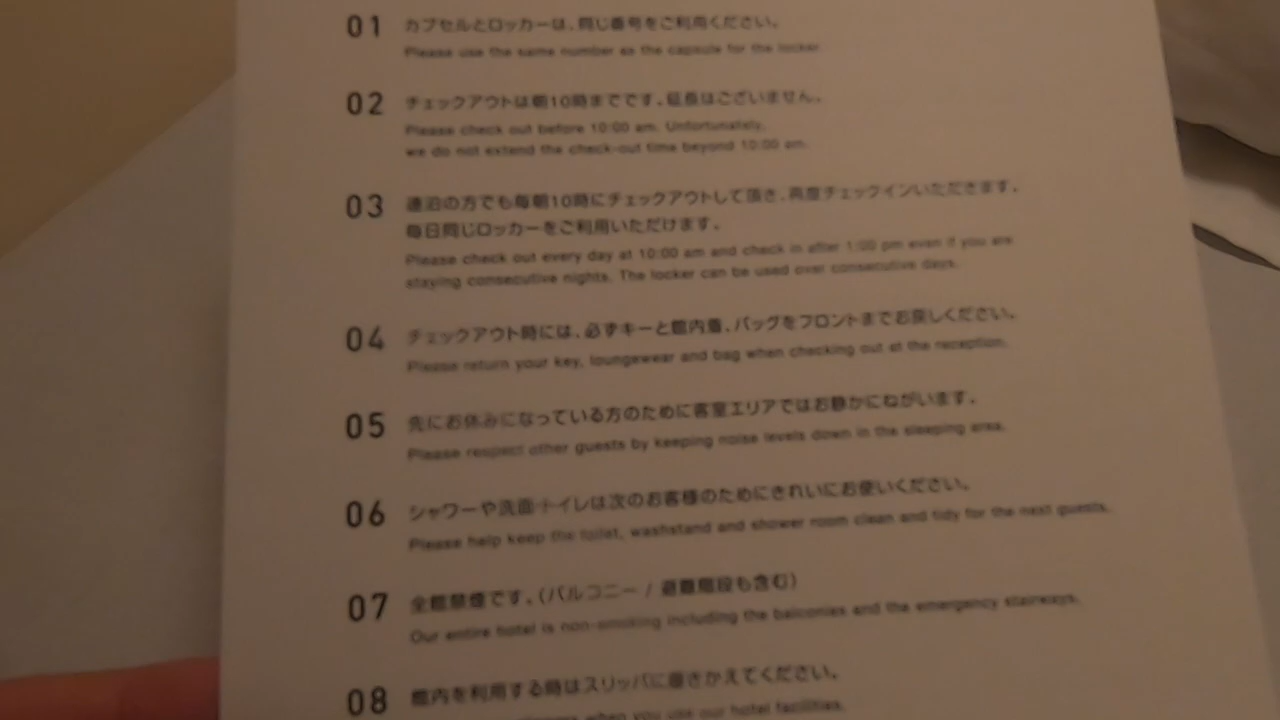 01 カプセルとロッカーは、同じ番号をご利用ください。
Please use the same number as the capsule for the locker.
02 チェックアウトは朝10時までです。延長はございません。
Please check out before 10:00 am. Unfortunately,
we do not extend the check-out time beyond 10:00 am.
03 連泊の方でも毎朝10時にチェックアウトして頂き、再度チェックインいただきます。
毎日同じロッカーをご利用いただけます。
Please check out every day at 10:00 am and check in after 1:00 pm even if you are
staying consecutive nights. The locker can be used over consecutive days.
04 チェックアウト時には、必ずキーと館内着、バッグをフロントまでお戻しください。
Please return your key, loungewear and bag when checking out at the reception.
05 先にお休みになっている方のために客室エリアではお静かにねがいます。
Please respect other guests by keeping noise levels down in the sleeping area.
06 シャワーや洗面・トイレは次のお客様のためにきれいにお使いください。
Please help keep the toilet, washstand and shower room clean and tidy for the next guests.
07 全館禁煙です。(バルコニー / 避難階段も含む)
Our entire hotel is non-smoking including the balconies and the emergency stairways.
08 館内を利用する時はスリッパに履きかえてください。
when you use our hotel facilities.